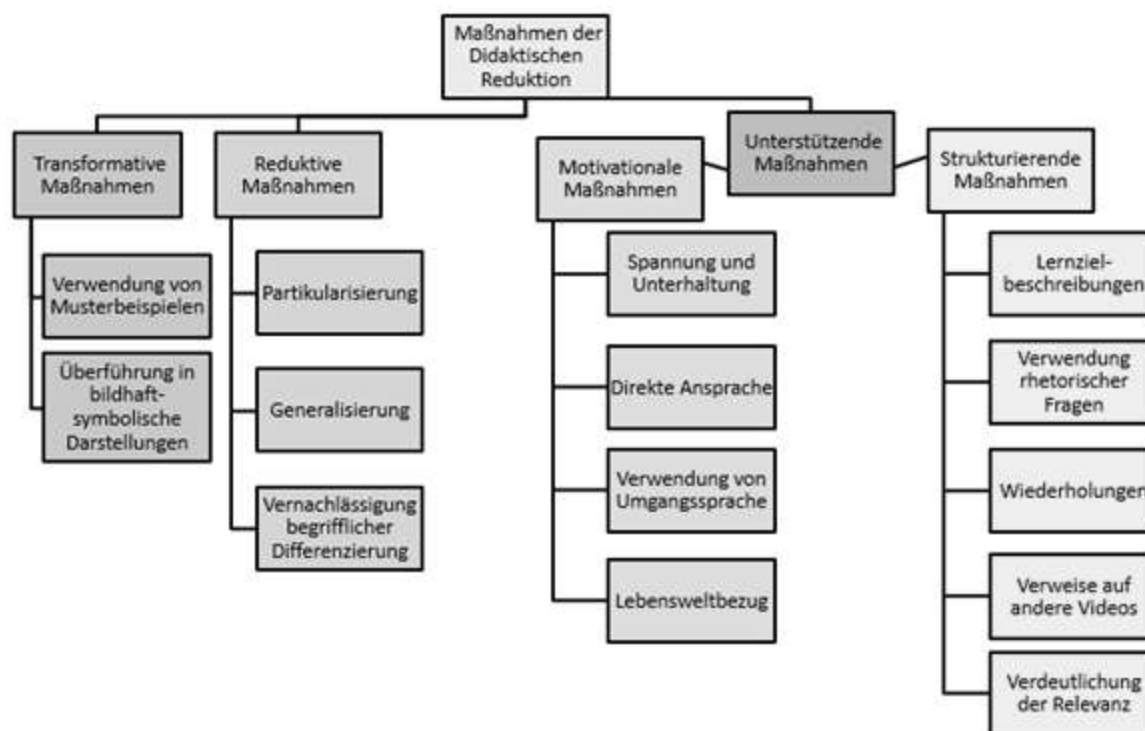 Maßnahmen der
Didaktischen
Reduktion
Transformative
Maßnahmen
Verwendung von
Musterbeispielen
Überführung in
bildhaft-
symbolische
Darstellungen
Reduktive
Maßnahmen
Partikularisierung
Generalisierung
Vernachlässigung
begrifflicher
Differenzierung
Unterstützende
Maßnahmen
Motivationale
Maßnahmen
Spannung und
Unterhaltung
Direkte Ansprache
Verwendung von
Umgangssprache
Lebensweltbezug
Strukturierende
Maßnahmen
Lernziel-
beschreibungen
Verwendung
rhetorischer
Fragen
Wiederholungen
Verweise auf
andere Videos
Verdeutlichung
der Relevanz